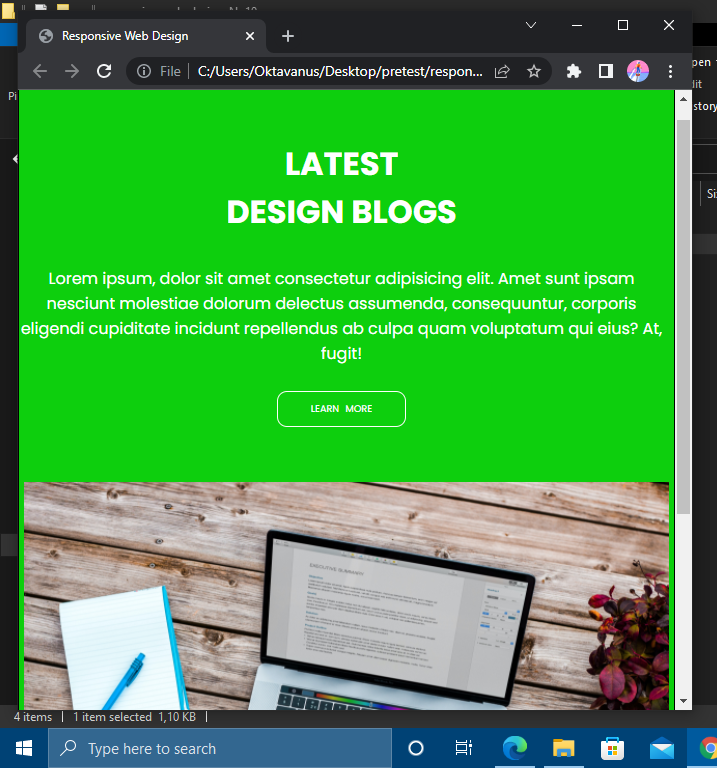 Responsive Web Design
File
C:/Users/Oktavanus/Desktop/pretest/respon...
LATEST
DESIGN BLOGS
Lorem ipsum, dolor sit amet consectetur adipisicing elit. Amet sunt ipsam
nesciunt molestiae dolorum delectus assumenda, consequuntur, corporis
eligendi cupiditate incidunt repellendus ab culpa quam voluptatum qui eius? At,
fugit!
LEARN MORE
EXECUTIVE SUMMARY
4 items
1 item selected 1,10 KB
Type here to search